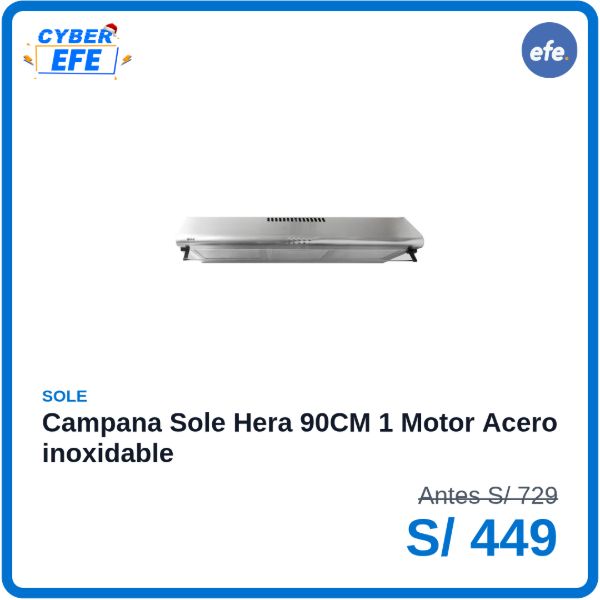 CYBER
EFE
efe.
SOLE
Campana Sole Hera 90CM 1 Motor Acero
inoxidable
Antes S/ 729
S/ 449